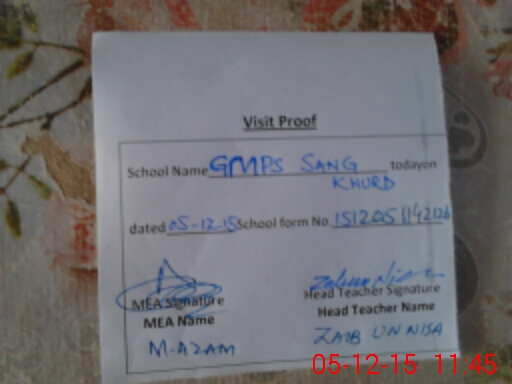 Visit Proof
School Name GMPS SANG todayon
KHURD
dated 05-12-15 School form No 151205114212b
MEA Signature Head Teacher Signature
MEA Name Head Teacher Name
M-AZAM ZAIB UN NISA
05-12-15 11:45